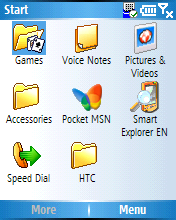 Start
Games
Voice Notes
Pictures &
Videos
Accessories
Pocket MSN
Smart
Explorer EN
Speed Dial
HTC
More
Menu